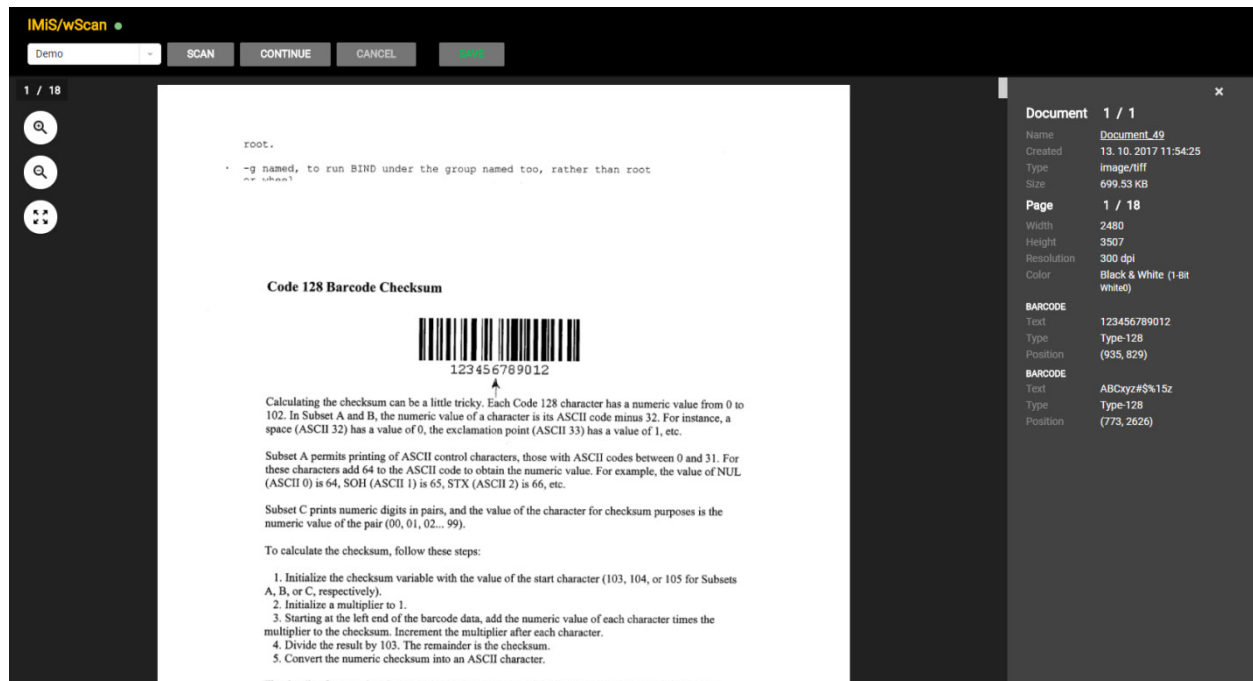 IMiS/wScan
Demo
SCAN
CONTINUE
CANCEL
SAVE
1 / 18
root.
· -g named, to run BIND under the group named too, rather than root
or wheel
Code 128 Barcode Checksum
123456789012
Calculating the checksum can be a little tricky. Each Code 128 character has a numeric value from 0 to
102. In Subset A and B, the numeric value of a character is its ASCII code minus 32. For instance, a
space (ASCII 32) has a value of 0, the exclamation point (ASCII 33) has a value of 1, etc.
Subset A permits printing of ASCII control characters, those with ASCII codes between 0 and 31. For
these characters add 64 to the ASCII code to obtain the numeric value. For example, the value of NUL
(ASCII 0) is 64, SOH (ASCII 1) is 65, STX (ASCII 2) is 66, etc.
Subset C prints numeric digits in pairs, and the value of the character for checksum purposes is the
numeric value of the pair (00, 01, 02... 99).
To calculate the checksum, follow these steps:
1. Initialize the checksum variable with the value of the start character (103, 104, or 105 for Subsets
A, B, or C, respectively).
2. Initialize a multiplier to 1.
3. Starting at the left end of the barcode data, add the numeric value of each character times the
multiplier to the checksum. Increment the multiplier after each character.
4. Divide the result by 103. The remainder is the checksum.
5. Convert the numeric checksum into an ASCII character.
Document 1 / 1
Name Document_49
Created 13. 10. 2017 11:54:25
Type image/tiff
Size 699.53 KB
Page 1 / 18
Width 2480
Height 3507
Resolution 300 dpi
Color Black & White (1-Bit
White0)
BARCODE
Text 123456789012
Type Type-128
Position (935, 829)
BARCODE
Text ABCxyz#$%15z
Type Type-128
Position (773, 2626)